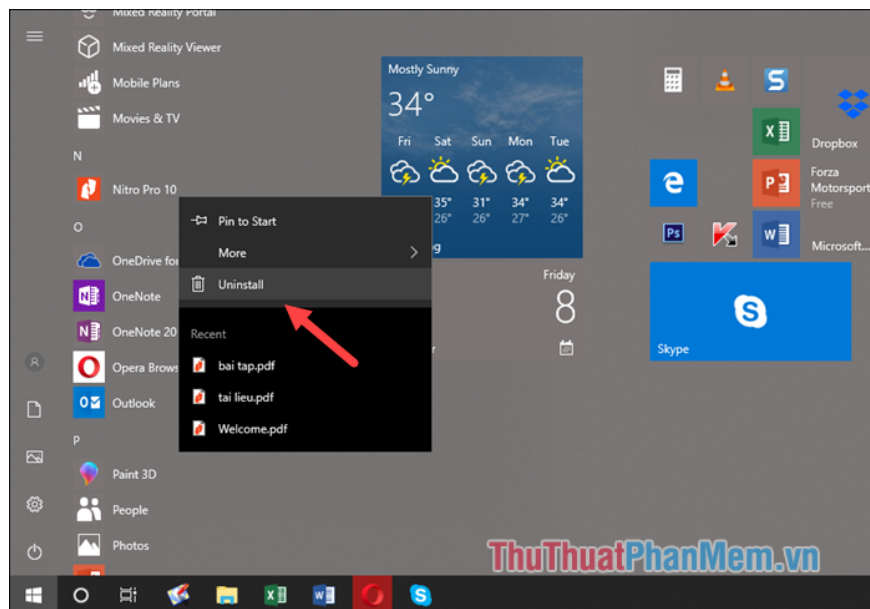 Mixed Reality Portal
Mixed Reality Viewer
Mobile Plans
Movies & TV
N
Nitro Pro 10
O
OneDrive for
OneNote
OneNote 20
Opera Brows
Outlook
P
Paint 3D
People
Photos
Pin to Start
More
Uninstall
Recent
bai tap.pdf
tai lieu.pdf
Welcome.pdf
Mostly Sunny
34°
Fri Sat Sun Mon Tue
35° 31° 34° 34°
26° 26° 27° 26°
Friday
8
Dropbox
Forza
Motorsport
Free
Microsoft...
Ps
Skype
ThuThuatPhanMem.vn